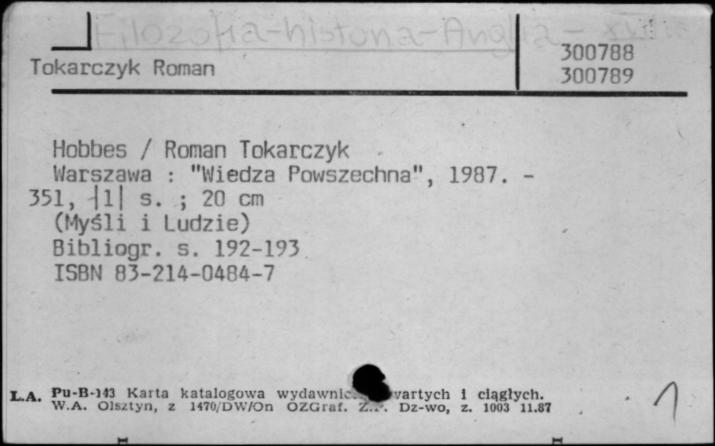 Filozofia-historia-Anglia - XVII w
300788
Tokarczyk Roman
300789
Hobbes / Roman Tokarczyk
Warszawa : "Wiedza Powszechna", 1987. -
351, |1| s. ; 20 cm
(Myśli i Ludzie)
Bibliogr. s. 192-193
ISBN 83-214-0484-7
L.A. Pu-B-143 Karta katalogowa wydawnic wartych i ciągłych.
W.A. Olsztyn, z 1470/DW/On OZGraf. Z. Dz-wo, z. 1003 11.87
1